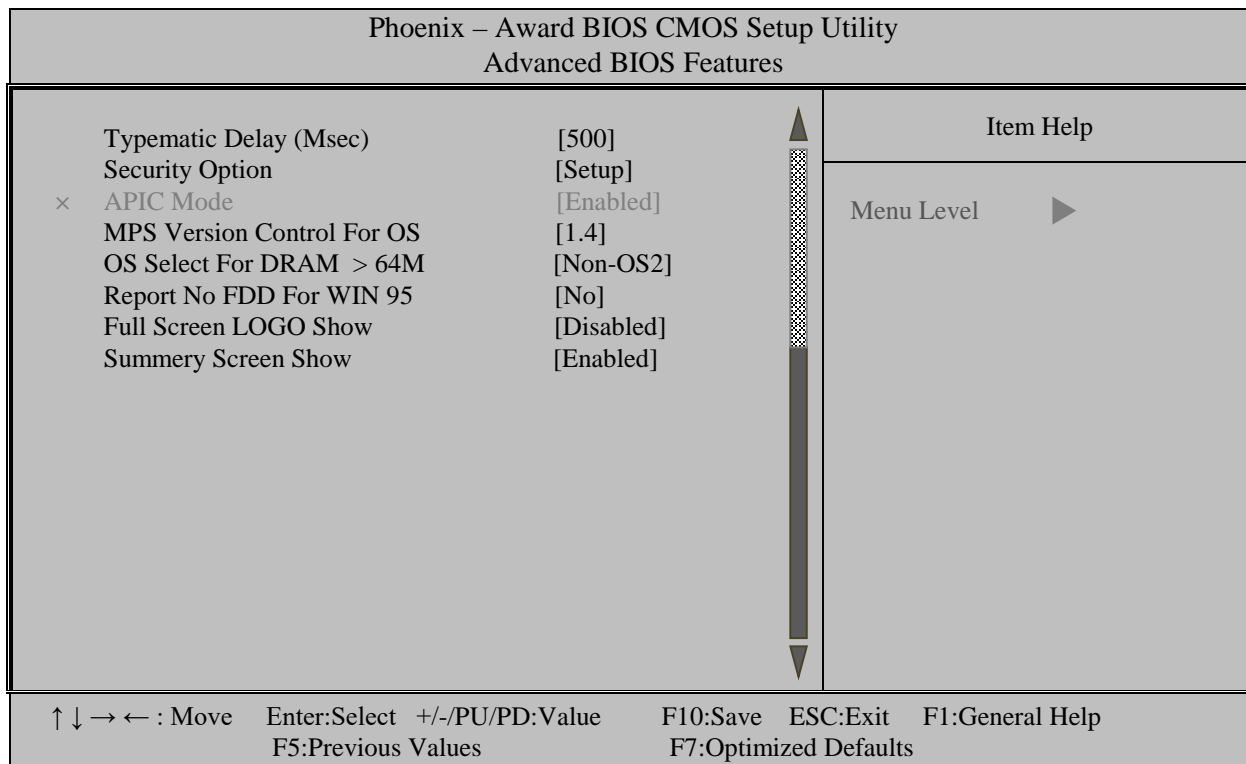 Phoenix – Award BIOS CMOS Setup Utility
Advanced BIOS Features
Typematic Delay (Msec) [500]
Security Option [Setup]
× APIC Mode [Enabled]
MPS Version Control For OS [1.4]
OS Select For DRAM > 64M [Non-OS2]
Report No FDD For WIN 95 [No]
Full Screen LOGO Show [Disabled]
Summery Screen Show [Enabled]
Item Help
Menu Level
↑ ↓ → ← : Move Enter:Select +/-/PU/PD:Value F10:Save ESC:Exit F1:General Help
F5:Previous Values F7:Optimized Defaults